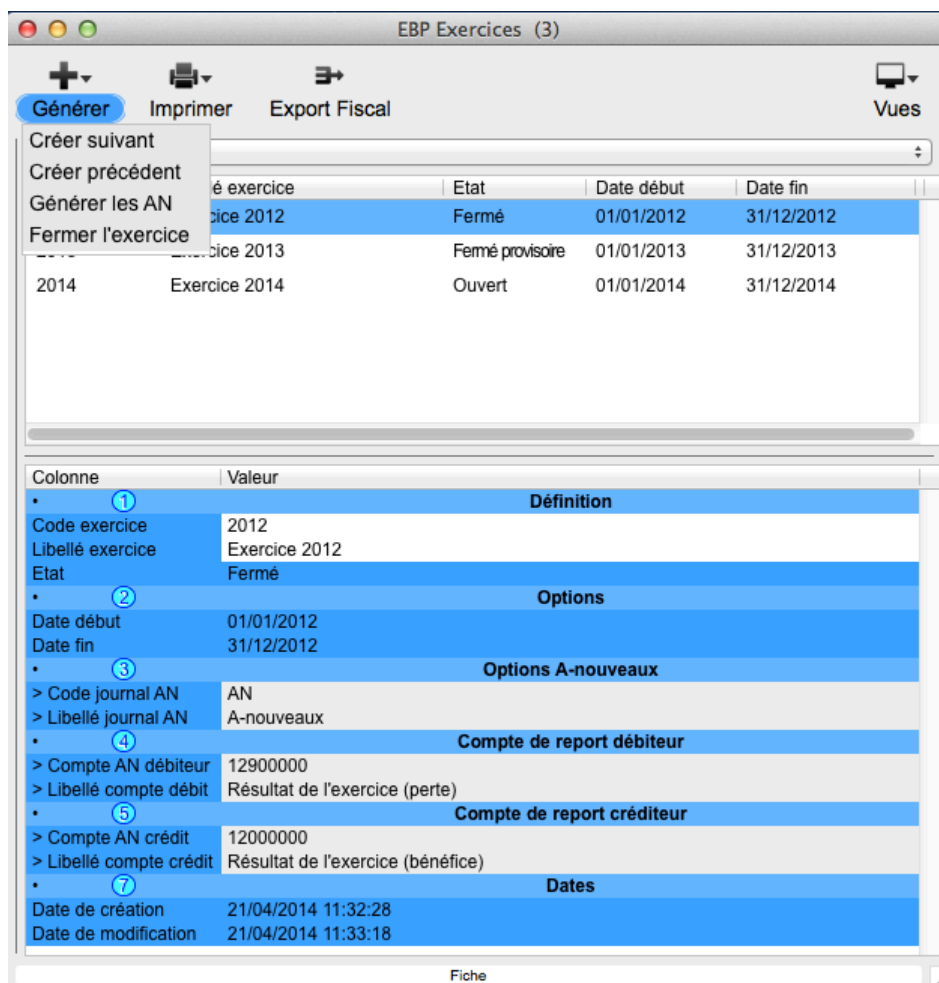 EBP Exercices (3)
Générer Imprimer Export Fiscal Vues
Créer suivant
Créer précédent
Générer les AN
Fermer l'exercice
é exercice Etat Date début Date fin
cice 2012 Fermé 01/01/2012 31/12/2012
cice 2013 Fermé provisoire 01/01/2013 31/12/2013
2014 Exercice 2014 Ouvert 01/01/2014 31/12/2014
Colonne Valeur
• 1 Définition
Code exercice 2012
Libellé exercice Exercice 2012
Etat Fermé
• 2 Options
Date début 01/01/2012
Date fin 31/12/2012
• 3 Options A-nouveaux
> Code journal AN AN
> Libellé journal AN A-nouveaux
• 4 Compte de report débiteur
> Compte AN débiteur 12900000
> Libellé compte débit Résultat de l'exercice (perte)
• 5 Compte de report créditeur
> Compte AN crédit 12000000
> Libellé compte crédit Résultat de l'exercice (bénéfice)
• 7 Dates
Date de création 21/04/2014 11:32:28
Date de modification 21/04/2014 11:33:18
Fiche